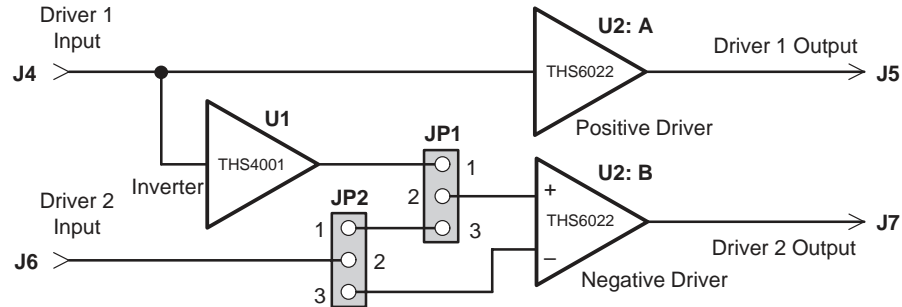 Driver 1
Input
U2: A
Driver 1 Output
J4
THS6022
J5
U1
JP1
Positive Driver
THS4001
1
U2: B
Inverter
JP2
2
+
Driver 2
Input
1
3
THS6022
J7
J6
2
–
Driver 2 Output
3
Negative Driver